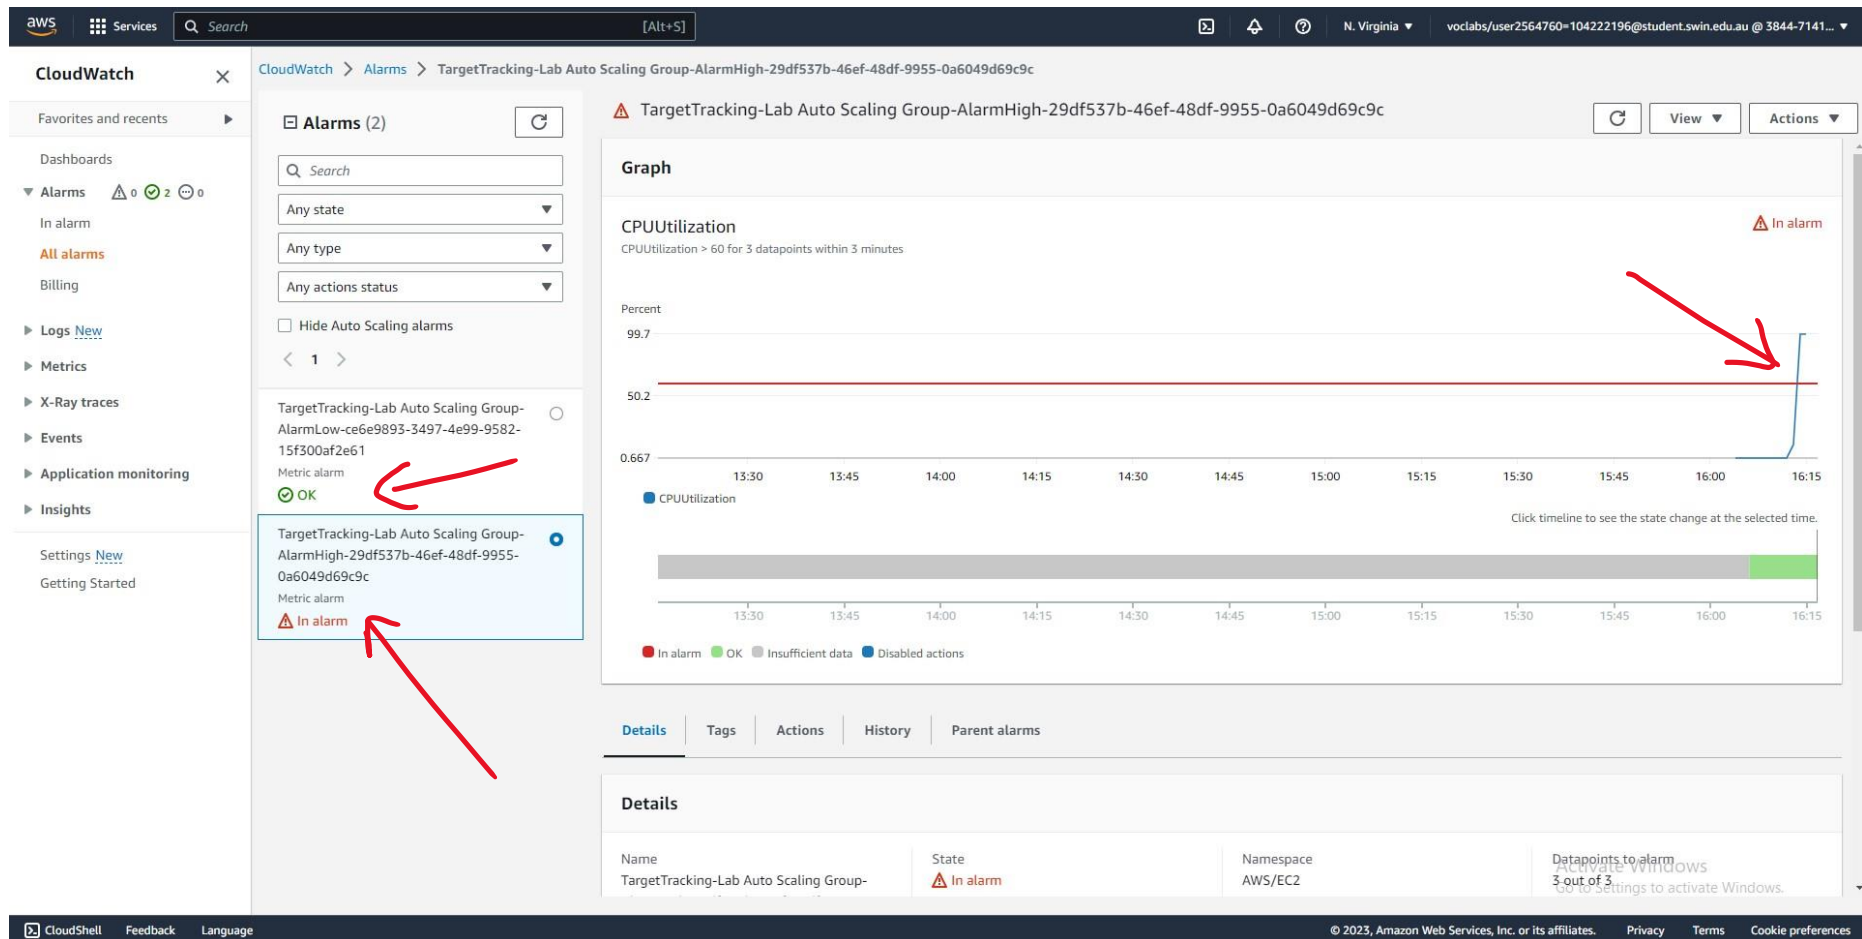 aws
Services
Search
[Alt+S]
N. Virginia
voclabs/user2564760=104222196@student.swin.edu.au @ 3844-7141...
CloudWatch
Favorites and recents
Dashboards
Alarms 0 2 0
In alarm
All alarms
Billing
Logs New
Metrics
X-Ray traces
Events
Application monitoring
Insights
Settings New
Getting Started
CloudWatch > Alarms > TargetTracking-Lab Auto Scaling Group-AlarmHigh-29df537b-46ef-48df-9955-0a6049d69c9c
Alarms (2)
Search
Any state
Any type
Any actions status
Hide Auto Scaling alarms
< 1 >
TargetTracking-Lab Auto Scaling Group-
AlarmLow-ce6e9893-3497-4e99-9582-
15f300af2e61
Metric alarm
OK
TargetTracking-Lab Auto Scaling Group-
AlarmHigh-29df537b-46ef-48df-9955-
0a6049d69c9c
Metric alarm
In alarm
TargetTracking-Lab Auto Scaling Group-AlarmHigh-29df537b-46ef-48df-9955-0a6049d69c9c
View
Actions
Graph
CPUUtilization
In alarm
CPUUtilization > 60 for 3 datapoints within 3 minutes
Percent
99.7
50.2
0.667
13:30 13:45 14:00 14:15 14:30 14:45 15:00 15:15 15:30 15:45 16:00 16:15
CPUUtilization
Click timeline to see the state change at the selected time.
13:30 13:45 14:00 14:15 14:30 14:45 15:00 15:15 15:30 15:45 16:00 16:15
In alarm OK Insufficient data Disabled actions
Details Tags Actions History Parent alarms
Details
Name
TargetTracking-Lab Auto Scaling Group-
State
In alarm
Namespace
AWS/EC2
Datapoints to alarm
3 out of 3
Activate Windows
Go to Settings to activate Windows.
CloudShell Feedback Language
© 2023, Amazon Web Services, Inc. or its affiliates. Privacy Terms Cookie preferences